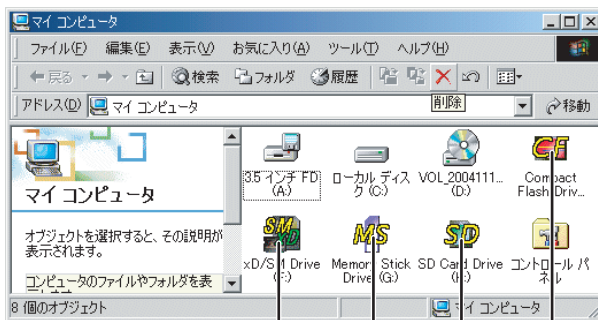 マイ コンピュータ
ファイル(F) 編集(E) 表示(V) お気に入り(A) ツール(T) ヘルプ(H)
戻る 検索 フォルダ 履歴
アドレス(D) マイ コンピュータ 削除 移動
マイ コンピュータ
オブジェクトを選択すると、その説明が
表示されます。
コンピュータのファイルやフォルダを表
3.5 インチ FD
(A:)
ローカル ディス
ク (C:)
VOL_2004111...
(D:)
CF
Compact
Flash Driv...
SM
xD
xD/SM Drive
(F:)
MS
Memory Stick
Drive (G:)
SD
SD Card Drive
(H:)
コントロール パ
ネル
8 個のオブジェクト マイ コンピュータ